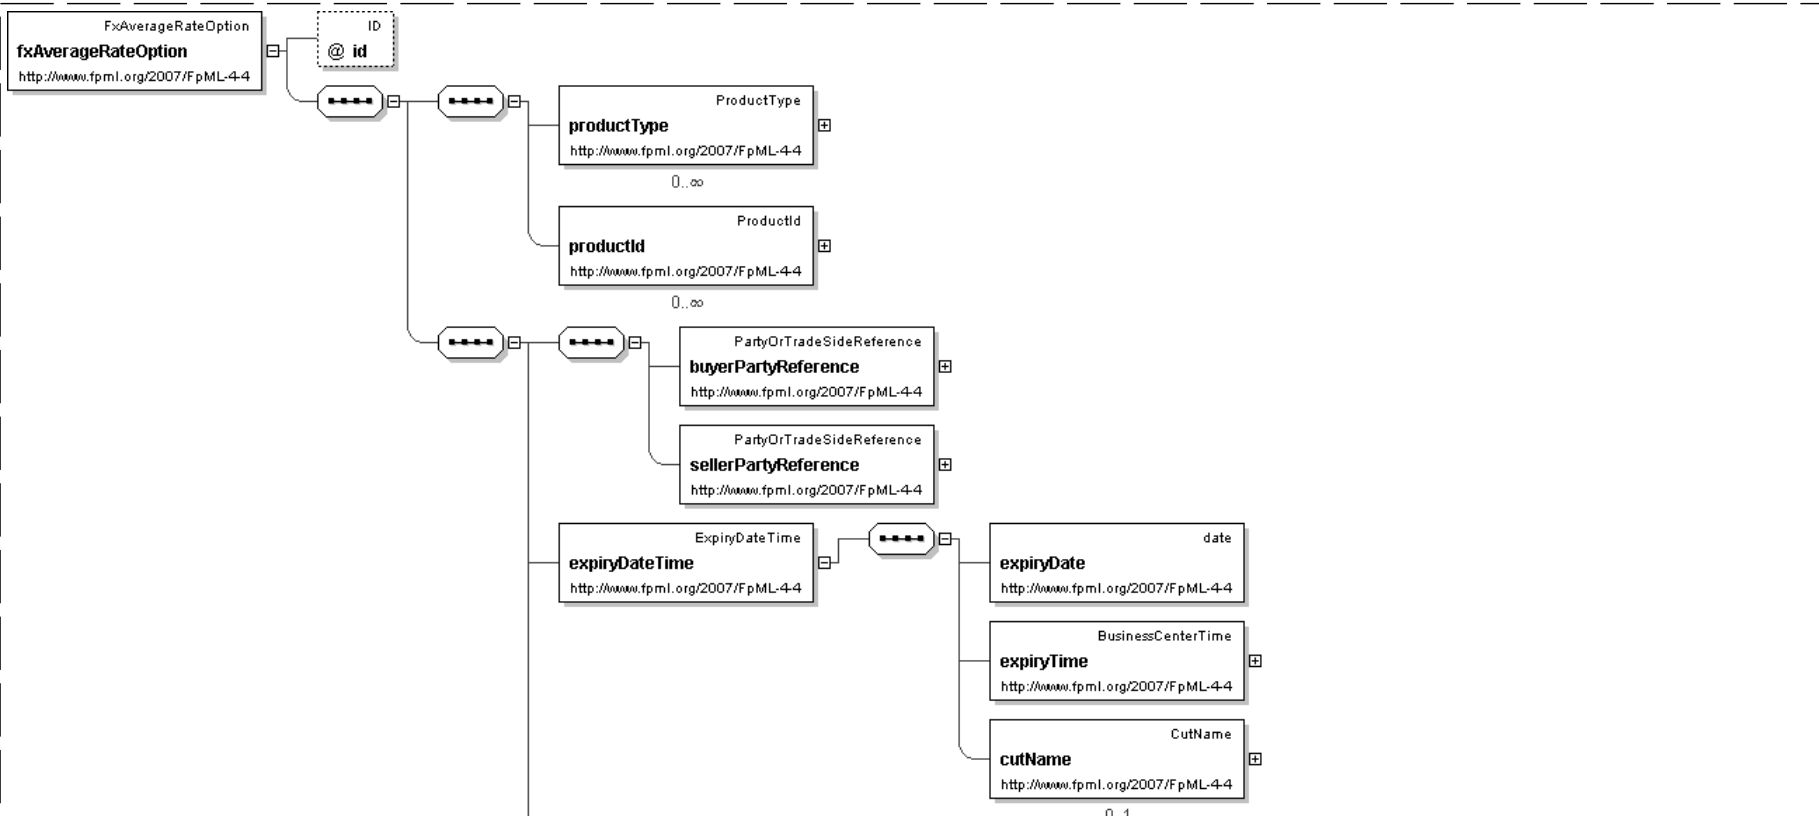 FxAverageRateOption
fxAverageRateOption
http://www.fpml.org/2007/FpML-4-4
ID
@ id
ProductType
productType
http://www.fpml.org/2007/FpML-4-4
0..∞
ProductId
productId
http://www.fpml.org/2007/FpML-4-4
0..∞
PartyOrTradeSideReference
buyerPartyReference
http://www.fpml.org/2007/FpML-4-4
PartyOrTradeSideReference
sellerPartyReference
http://www.fpml.org/2007/FpML-4-4
ExpiryDateTime
expiryDateTime
http://www.fpml.org/2007/FpML-4-4
date
expiryDate
http://www.fpml.org/2007/FpML-4-4
BusinessCenterTime
expiryTime
http://www.fpml.org/2007/FpML-4-4
CutName
cutName
http://www.fpml.org/2007/FpML-4-4
0..1